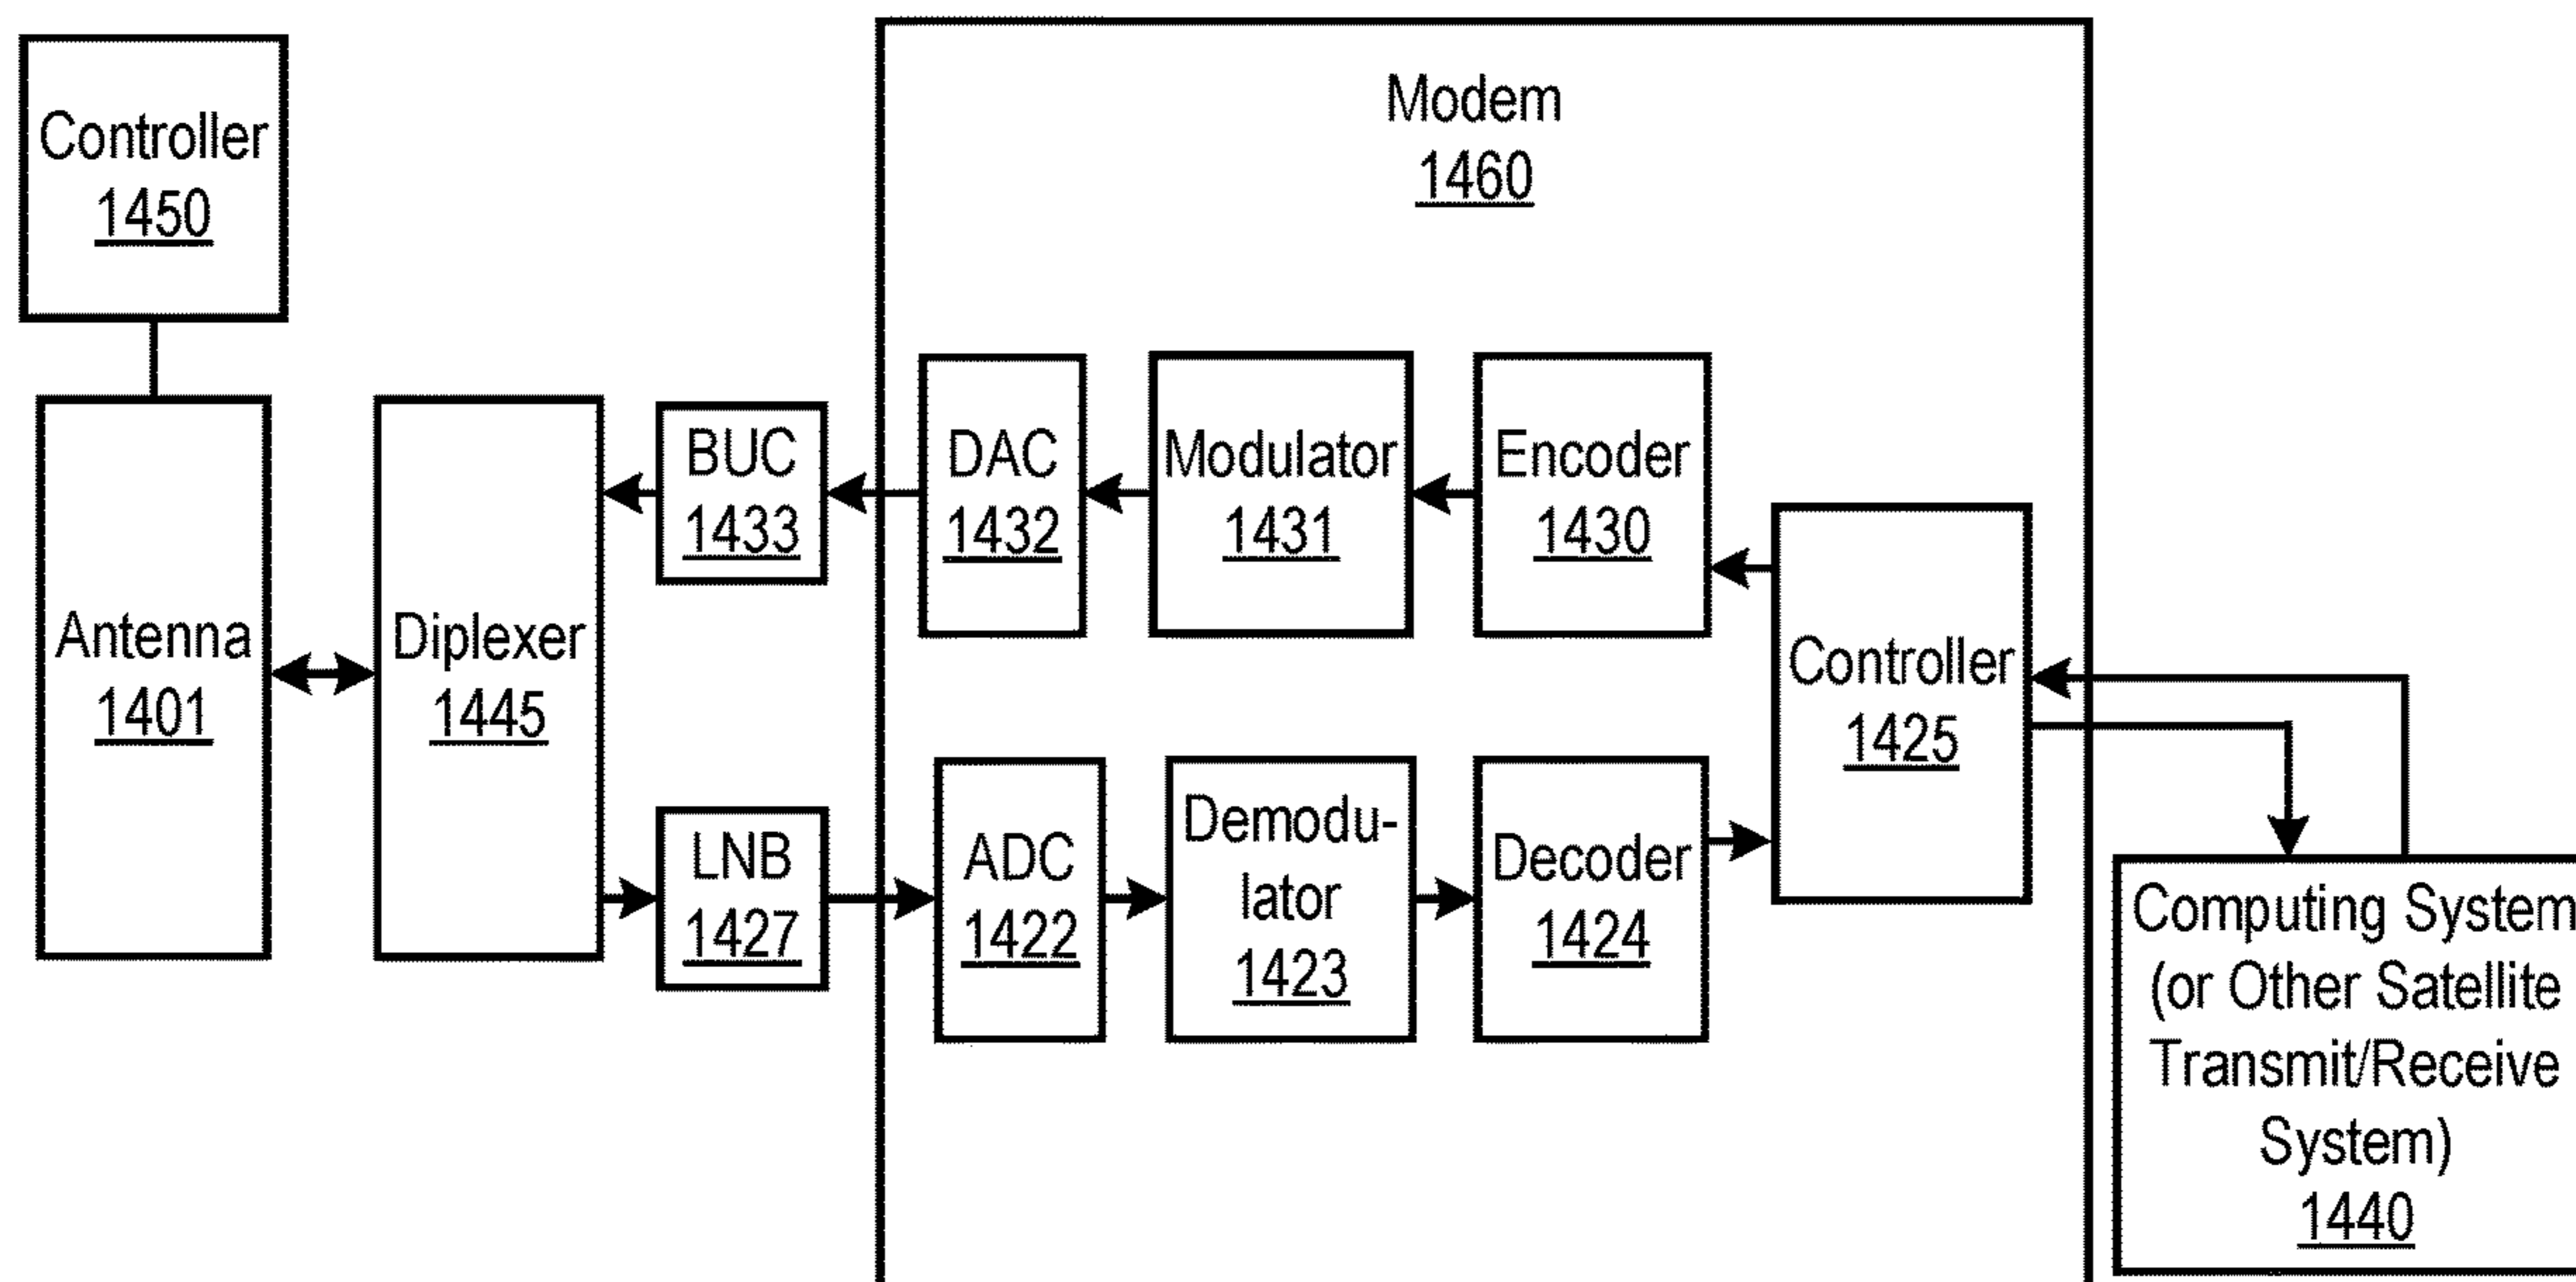 Controller
1450
Modem
1460
Antenna
1401
Diplexer
1445
BUC
1433
DAC
1432
Modulator
1431
Encoder
1430
Controller
1425
LNB
1427
ADC
1422
Demodu-
lator
1423
Decoder
1424
Computing System
(or Other Satellite
Transmit/Receive
System)
1440